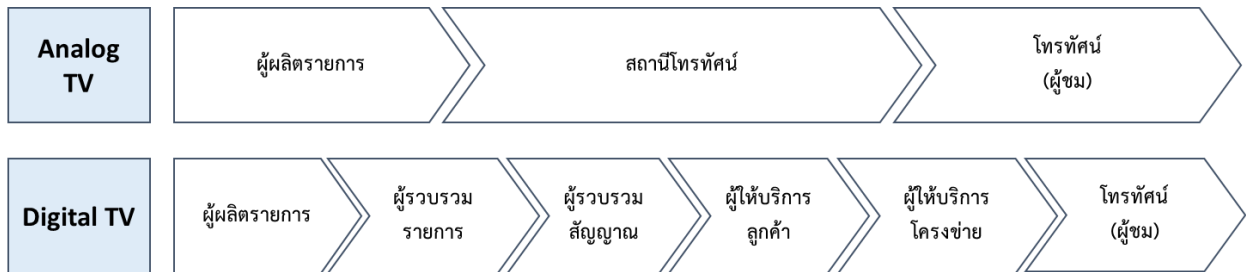 Analog
TV
ผู้ผลิตรายการ
สถานีโทรทัศน์
โทรทัศน์
(ผู้ชม)
Digital TV
ผู้ผลิตรายการ
ผู้รวบรวม
รายการ
ผู้รวบรวม
สัญญาณ
ผู้ให้บริการ
ลูกค้า
ผู้ให้บริการ
โครงข่าย
โทรทัศน์
(ผู้ชม)